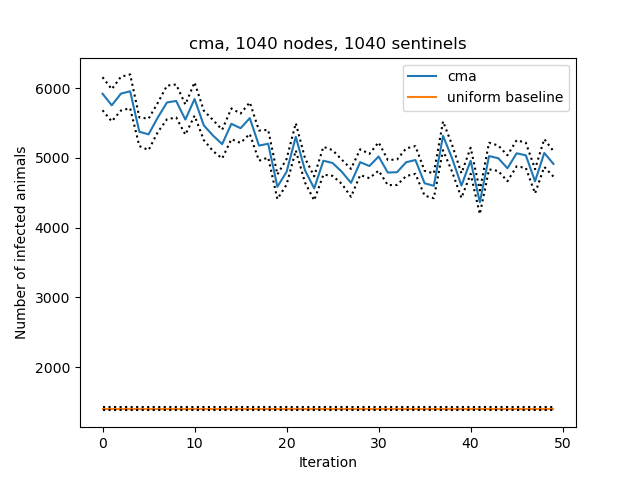 cma, 1040 nodes, 1040 sentinels
cma
uniform baseline
Number of infected animals
6000
5000
4000
3000
2000
0
10
20
30
40
50
Iteration